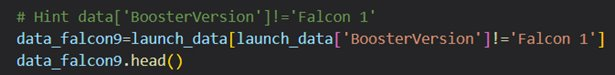 # Hint data['BoosterVersion']!='Falcon 1'
data_falcon9=launch_data[launch_data['BoosterVersion']!='Falcon 1']
data_falcon9.head()